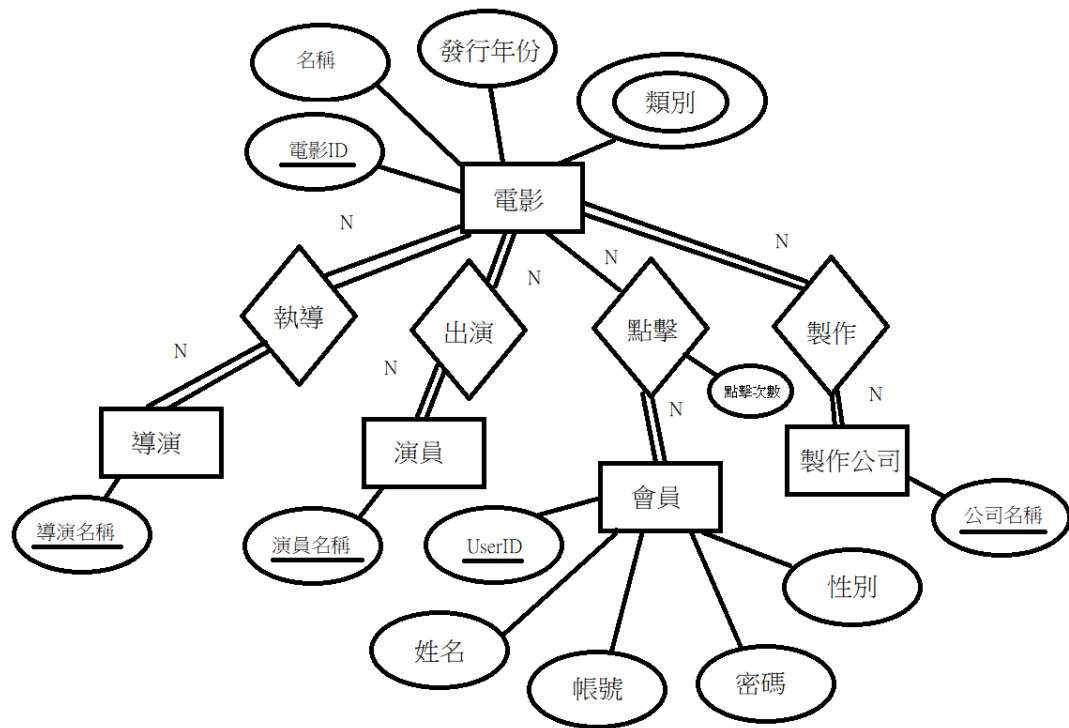 名稱
發行年份
類別
電影ID
電影
N
N
N
N
執導
出演
點擊
製作
N
N
N
N
點擊次數
導演
演員
會員
製作公司
導演名稱
演員名稱
UserID
公司名稱
性別
姓名
帳號
密碼